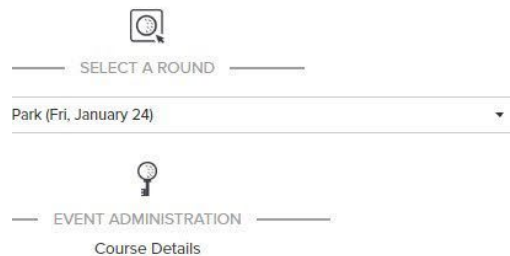 SELECT A ROUND
Park (Fri, January 24)
EVENT ADMINISTRATION
Course Details